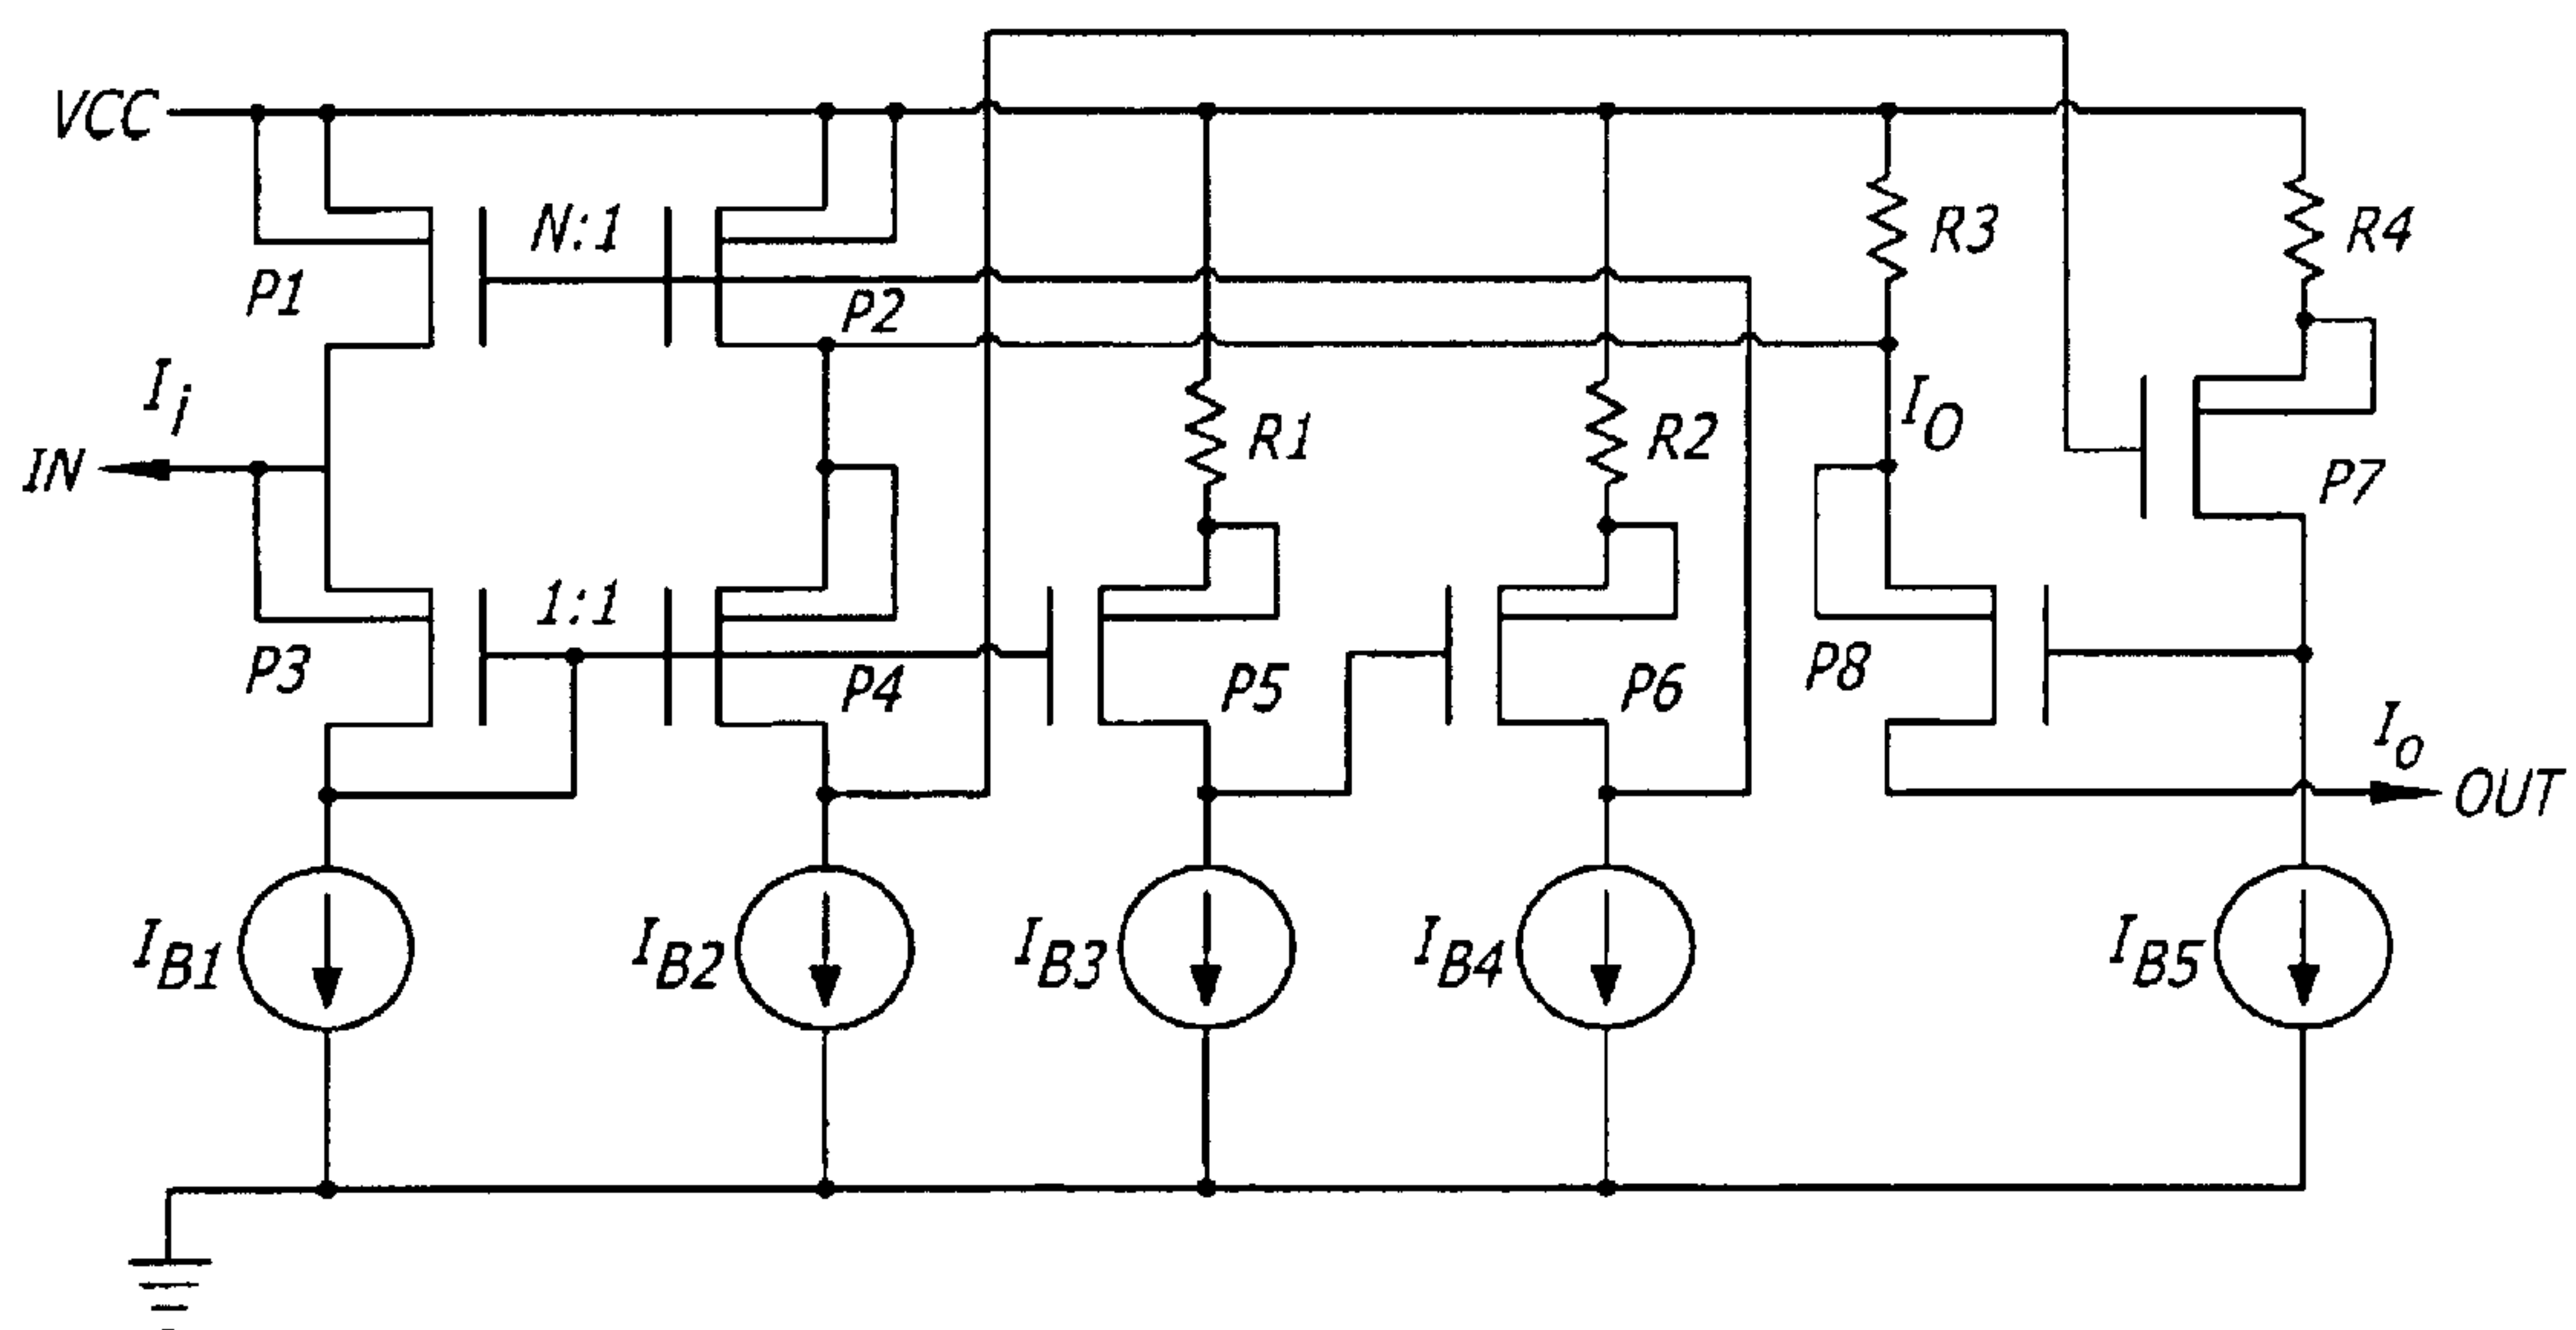 VCC
N:1
R3
R4
P1
P2
Ii
IO
IN
R1
R2
P7
1:1
P3
P4
P5
P6
P8
Io
OUT
IB1
IB2
IB3
IB4
IB5